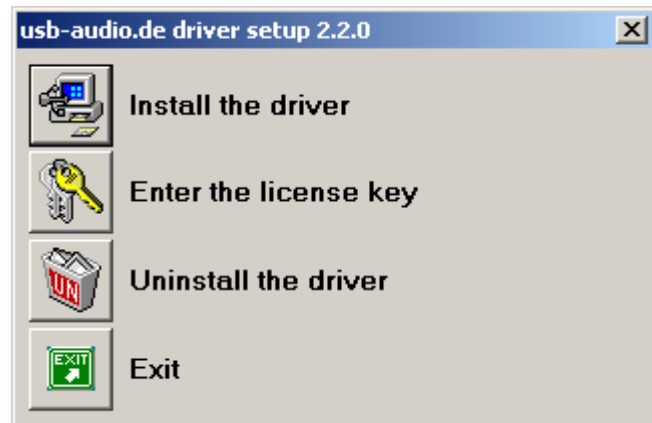 usb-audio.de driver setup 2.2.0
Install the driver
Enter the license key
UN
Uninstall the driver
EXIT
Exit